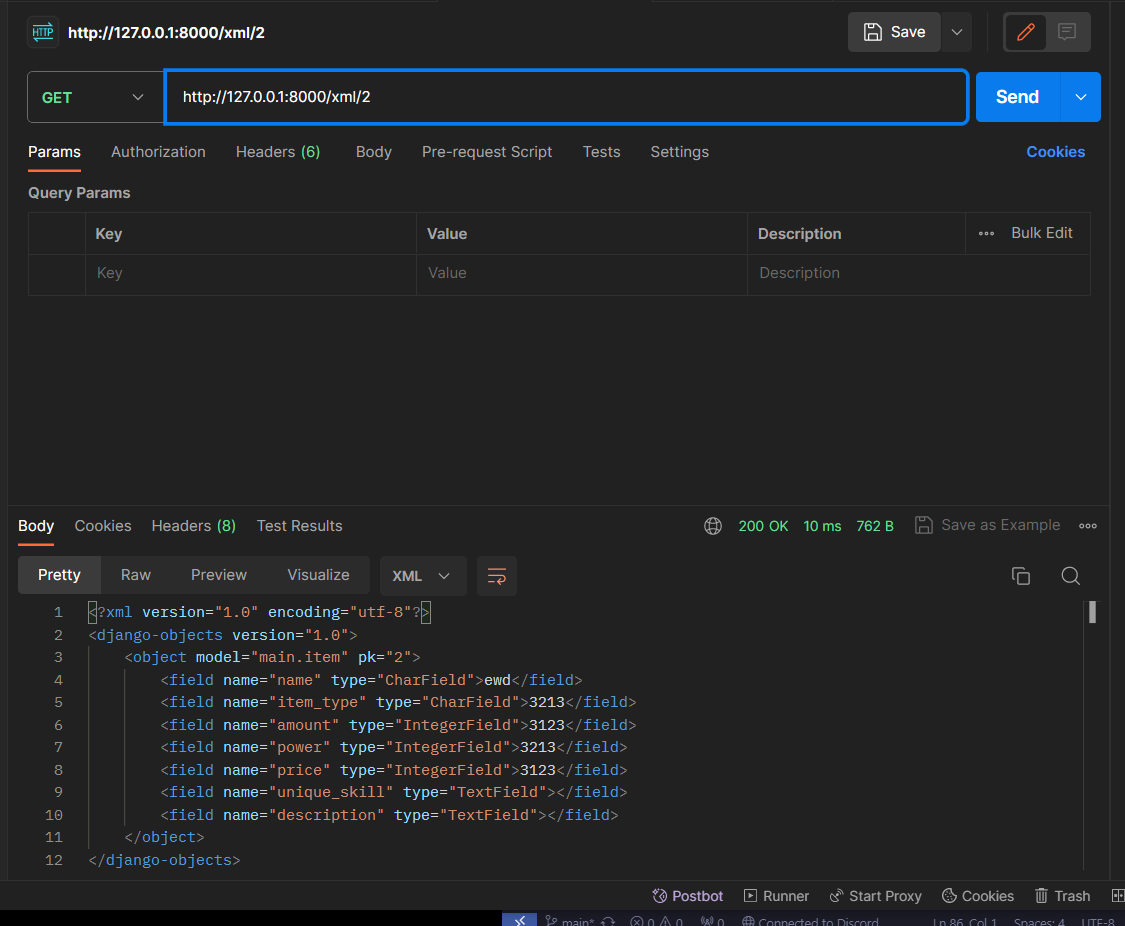 HTTP http://127.0.0.1:8000/xml/2 Save
GET http://127.0.0.1:8000/xml/2 Send
Params Authorization Headers (6) Body Pre-request Script Tests Settings Cookies
Query Params
Key Value Description ••• Bulk Edit
Key Value Description
Body Cookies Headers (8) Test Results 200 OK 10 ms 762 B Save as Example •••
Pretty Raw Preview Visualize XML
1 <?xml version="1.0" encoding="utf-8"?>
2 <django-objects version="1.0">
3 <object model="main.item" pk="2">
4 <field name="name" type="CharField">ewd</field>
5 <field name="item_type" type="CharField">3213</field>
6 <field name="amount" type="IntegerField">3123</field>
7 <field name="power" type="IntegerField">3213</field>
8 <field name="price" type="IntegerField">3123</field>
9 <field name="unique_skill" type="TextField"></field>
10 <field name="description" type="TextField"></field>
11 </object>
12 </django-objects>
Postbot Runner Start Proxy Cookies Trash
main* 0 0 0 Connected to Discord Ln 86, Col 1 Spaces: 4 UTF-8